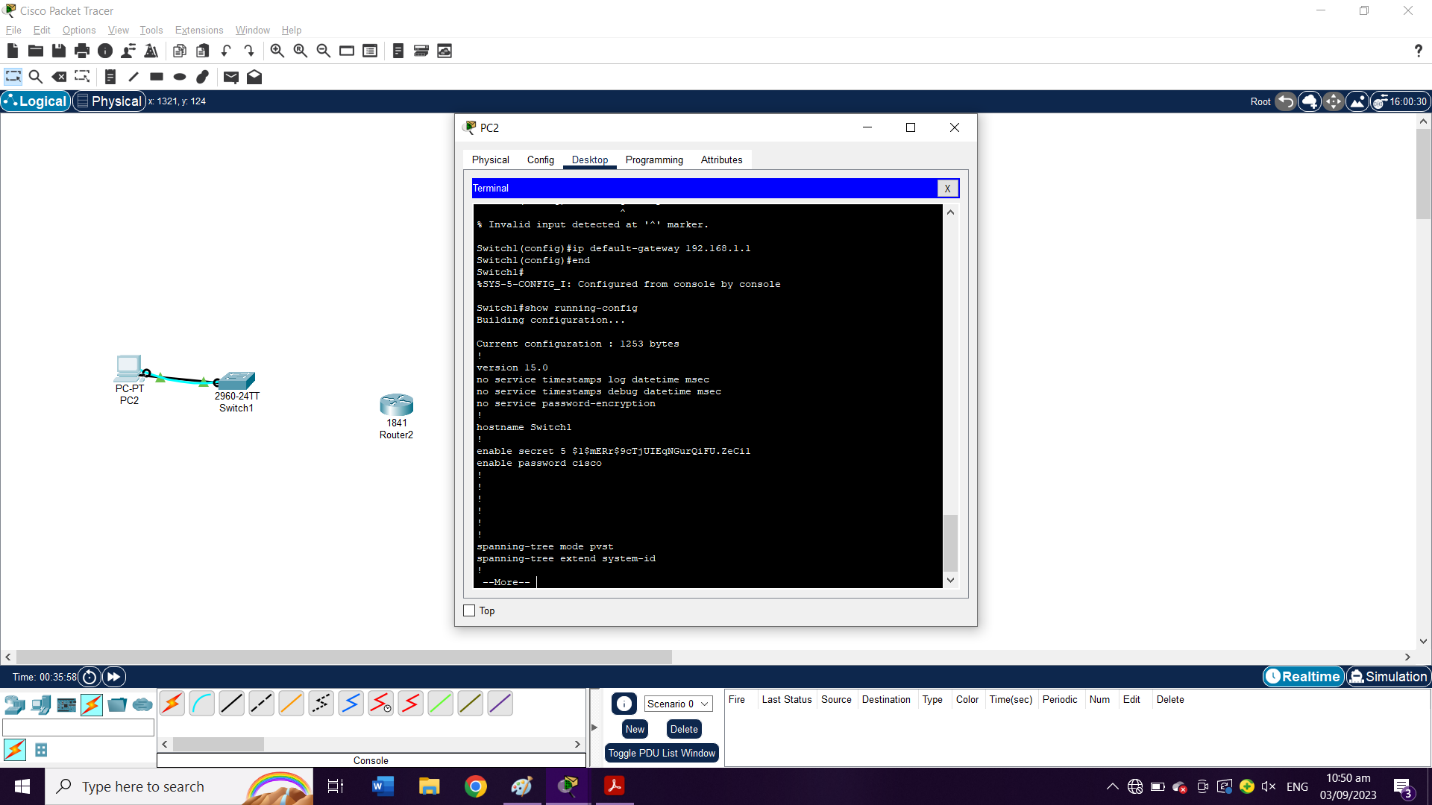 Cisco Packet Tracer
File Edit Options View Tools Extensions Window Help
?
Logical Physical x: 1321, y: 124 Root 16:00:30
PC2
Physical Config Desktop Programming Attributes
Terminal X
^
% Invalid input detected at '^' marker.
Switch1(config)#ip default-gateway 192.168.1.1
Switch1(config)#end
Switch1#
%SYS-5-CONFIG_I: Configured from console by console
Switch1#show running-config
Building configuration...
Current configuration : 1253 bytes
!
version 15.0
no service timestamps log datetime msec
no service timestamps debug datetime msec
no service password-encryption
!
hostname Switch1
!
enable secret 5 $1$mERr$9cTjUIEqNGurQiFU.ZeCi1
enable password cisco
!
!
!
!
!
!
spanning-tree mode pvst
spanning-tree extend system-id
!
--More--
Top
PC-PT
PC2
2960-24TT
Switch1
1841
Router2
Time: 00:35:58 Realtime Simulation
Scenario 0
New Delete
Toggle PDU List Window
Fire Last Status Source Destination Type Color Time(sec) Periodic Num Edit Delete
Console
Type here to search
ENG
10:50 am
03/09/2023
3